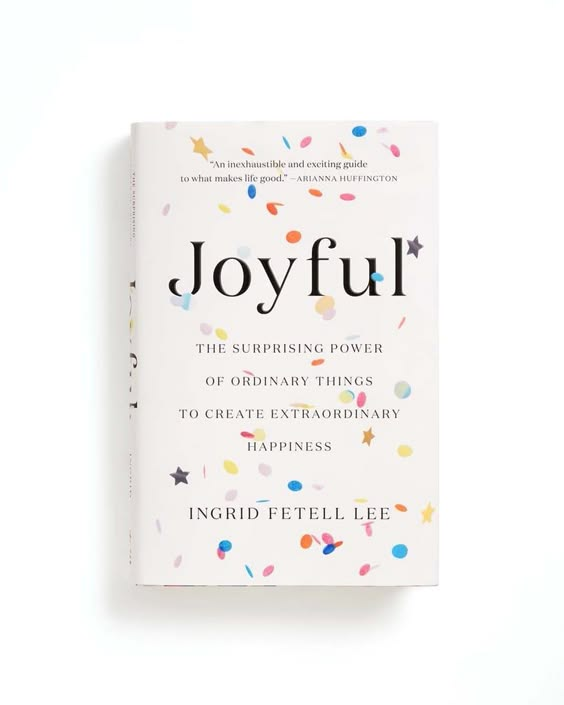 “An inexhaustible and exciting guide
to what makes life good.” —ARIANNA HUFFINGTON
Joyful
THE SURPRISING POWER
OF ORDINARY THINGS
TO CREATE EXTRAORDINARY
HAPPINESS
INGRID FETELL LEE